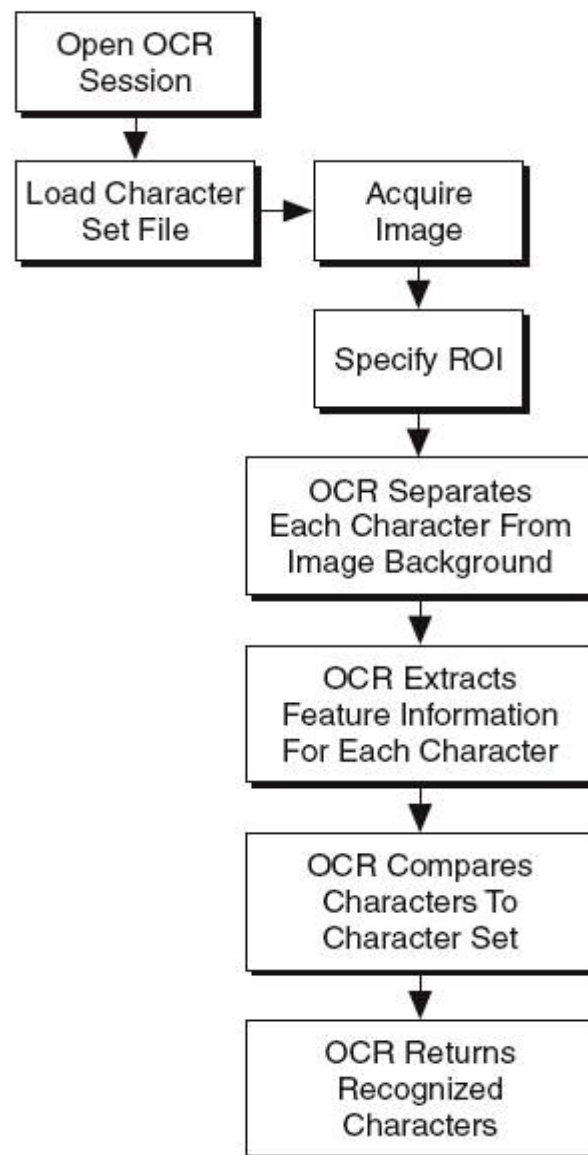 Open OCR
Session
Load Character
Set File
Acquire
Image
Specify ROI
OCR Separates
Each Character From
Image Background
OCR Extracts
Feature Information
For Each Character
OCR Compares
Characters To
Character Set
OCR Returns
Recognized
Characters